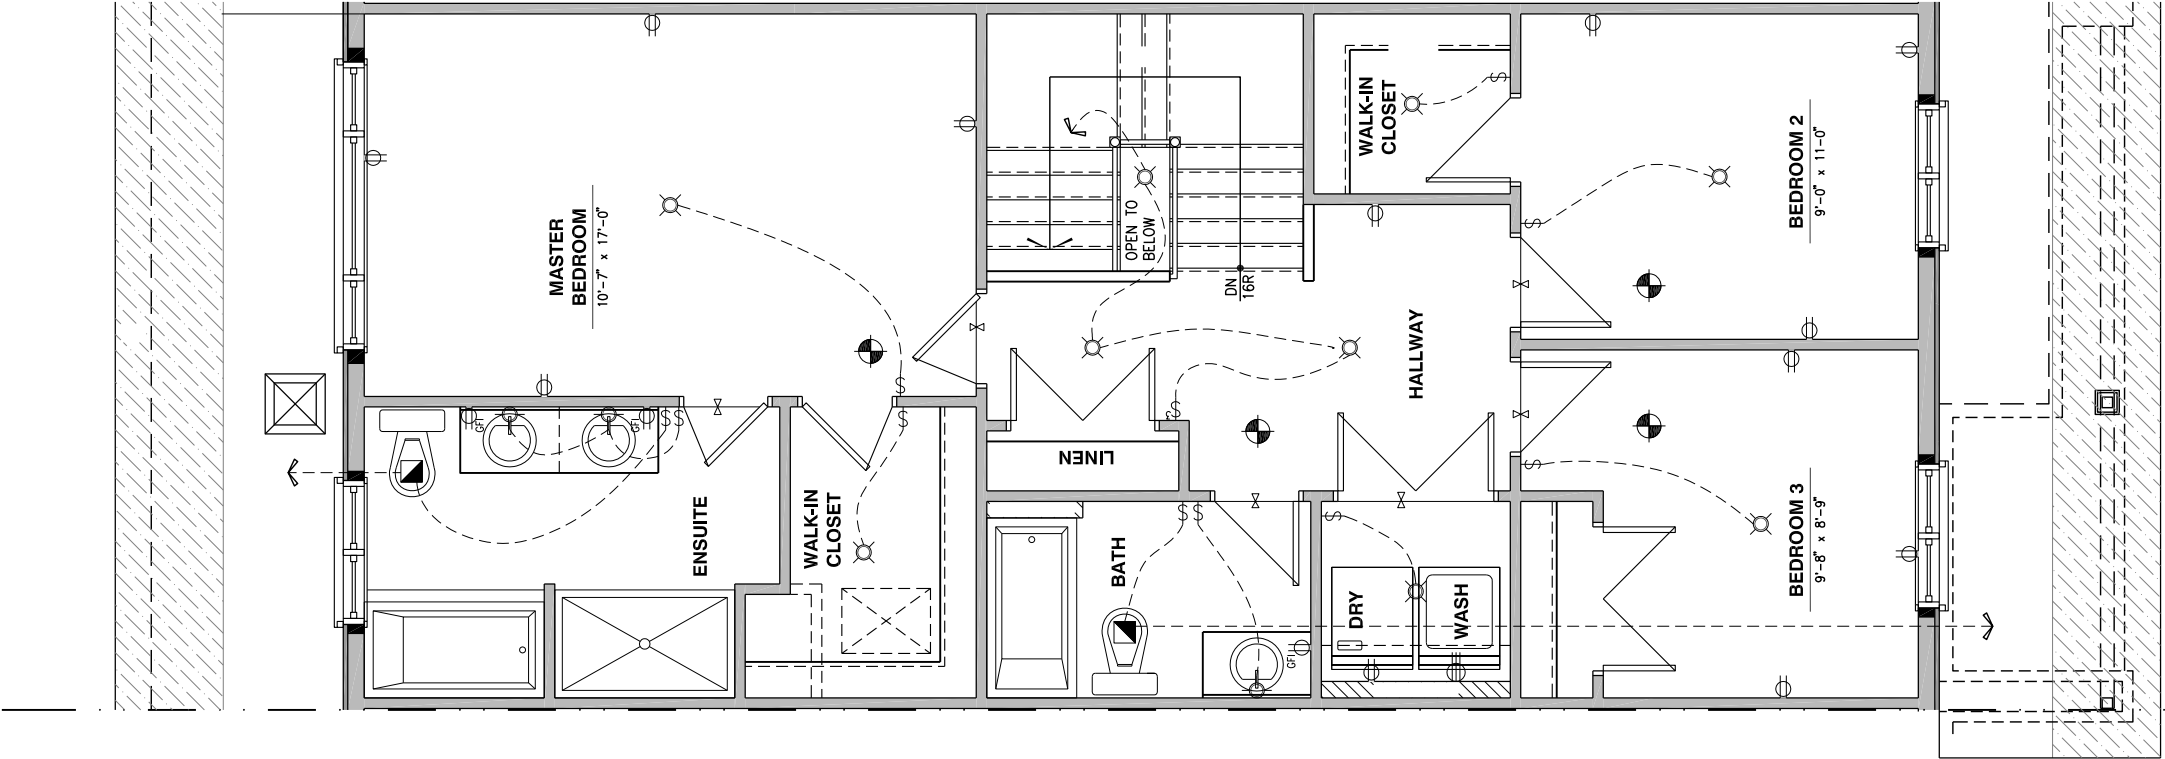 MASTER
BEDROOM
10'-7" x 17'-0"
OPEN TO
BELOW
DN
16R
WALK-IN
CLOSET
BEDROOM 2
9'-0" x 11'-0"
HALLWAY
LINEN
GFI
GFI
ENSUITE
WALK-IN
CLOSET
BATH
GFI
DRY
WASH
BEDROOM 3
9'-8" x 8'-9"
$
$
$
$
$
$
$
$
$
$
$